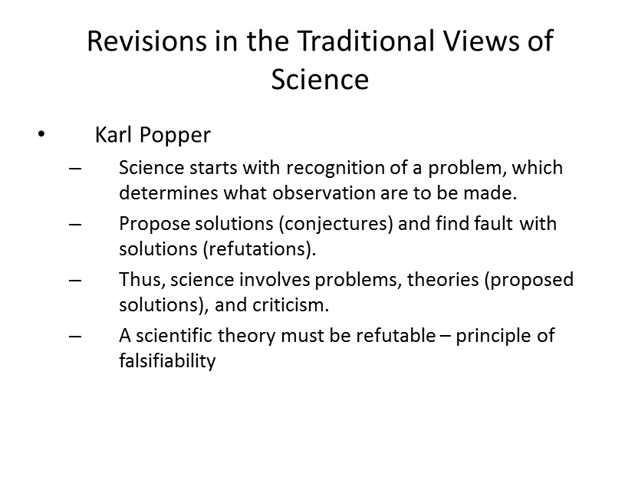 Revisions in the Traditional Views of
Science
• Karl Popper
– Science starts with recognition of a problem, which
determines what observation are to be made.
– Propose solutions (conjectures) and find fault with
solutions (refutations).
– Thus, science involves problems, theories (proposed
solutions), and criticism.
– A scientific theory must be refutable – principle of
falsifiability